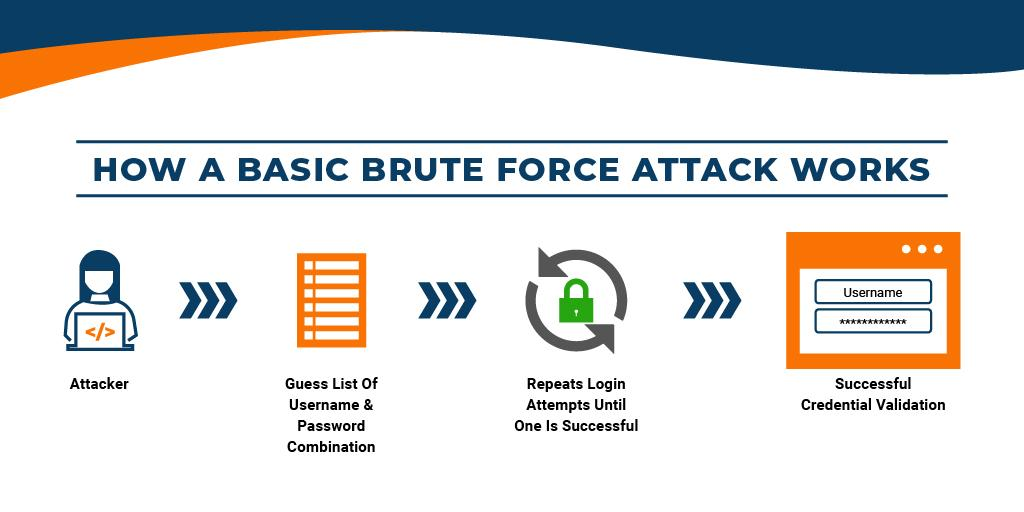 HOW A BASIC BRUTE FORCE ATTACK WORKS
</>
Attacker
Guess List Of
Username &
Password
Combination
Repeats Login
Attempts Until
One Is Successful
Username
************
Successful
Credential Validation